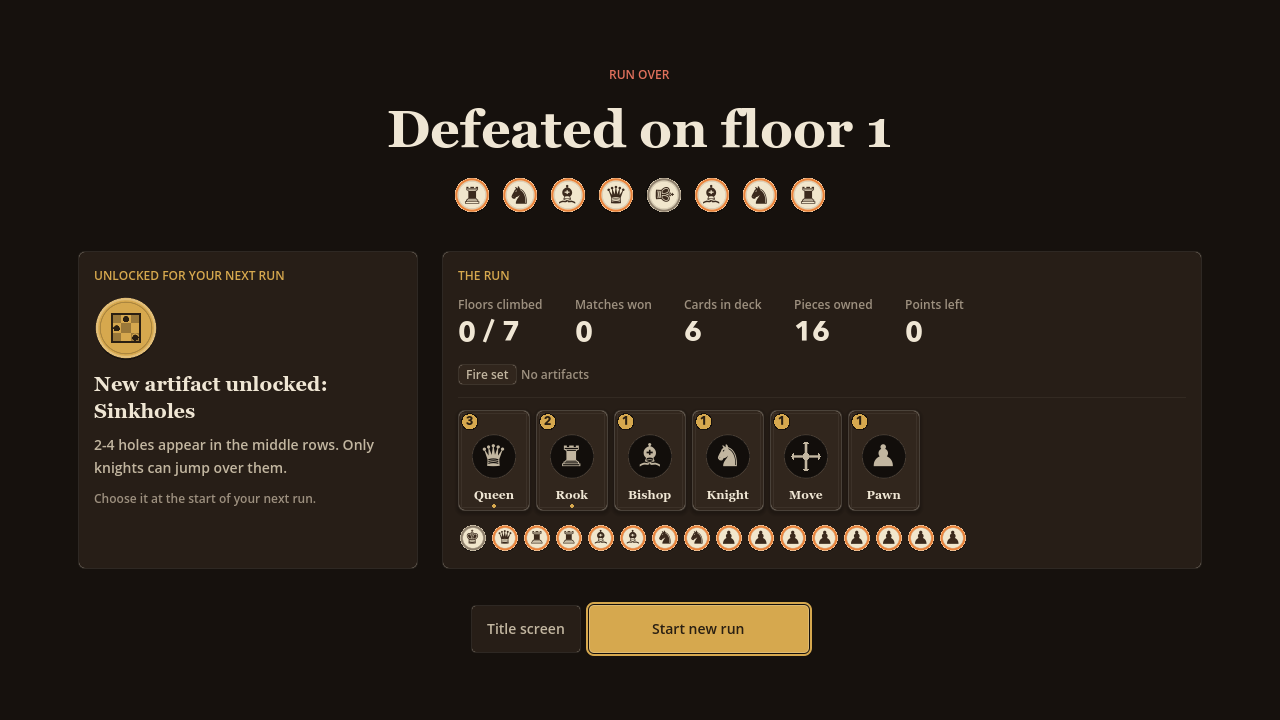 RUN OVER
Defeated on floor 1
UNLOCKED FOR YOUR NEXT RUN
New artifact unlocked:
Sinkholes
2-4 holes appear in the middle rows. Only
knights can jump over them.
Choose it at the start of your next run.
THE RUN
Floors climbed
0 / 7
Matches won
0
Cards in deck
6
Pieces owned
16
Points left
0
Fire set
No artifacts
3
Queen
2
Rook
1
Bishop
1
Knight
1
Move
1
Pawn
Title screen
Start new run